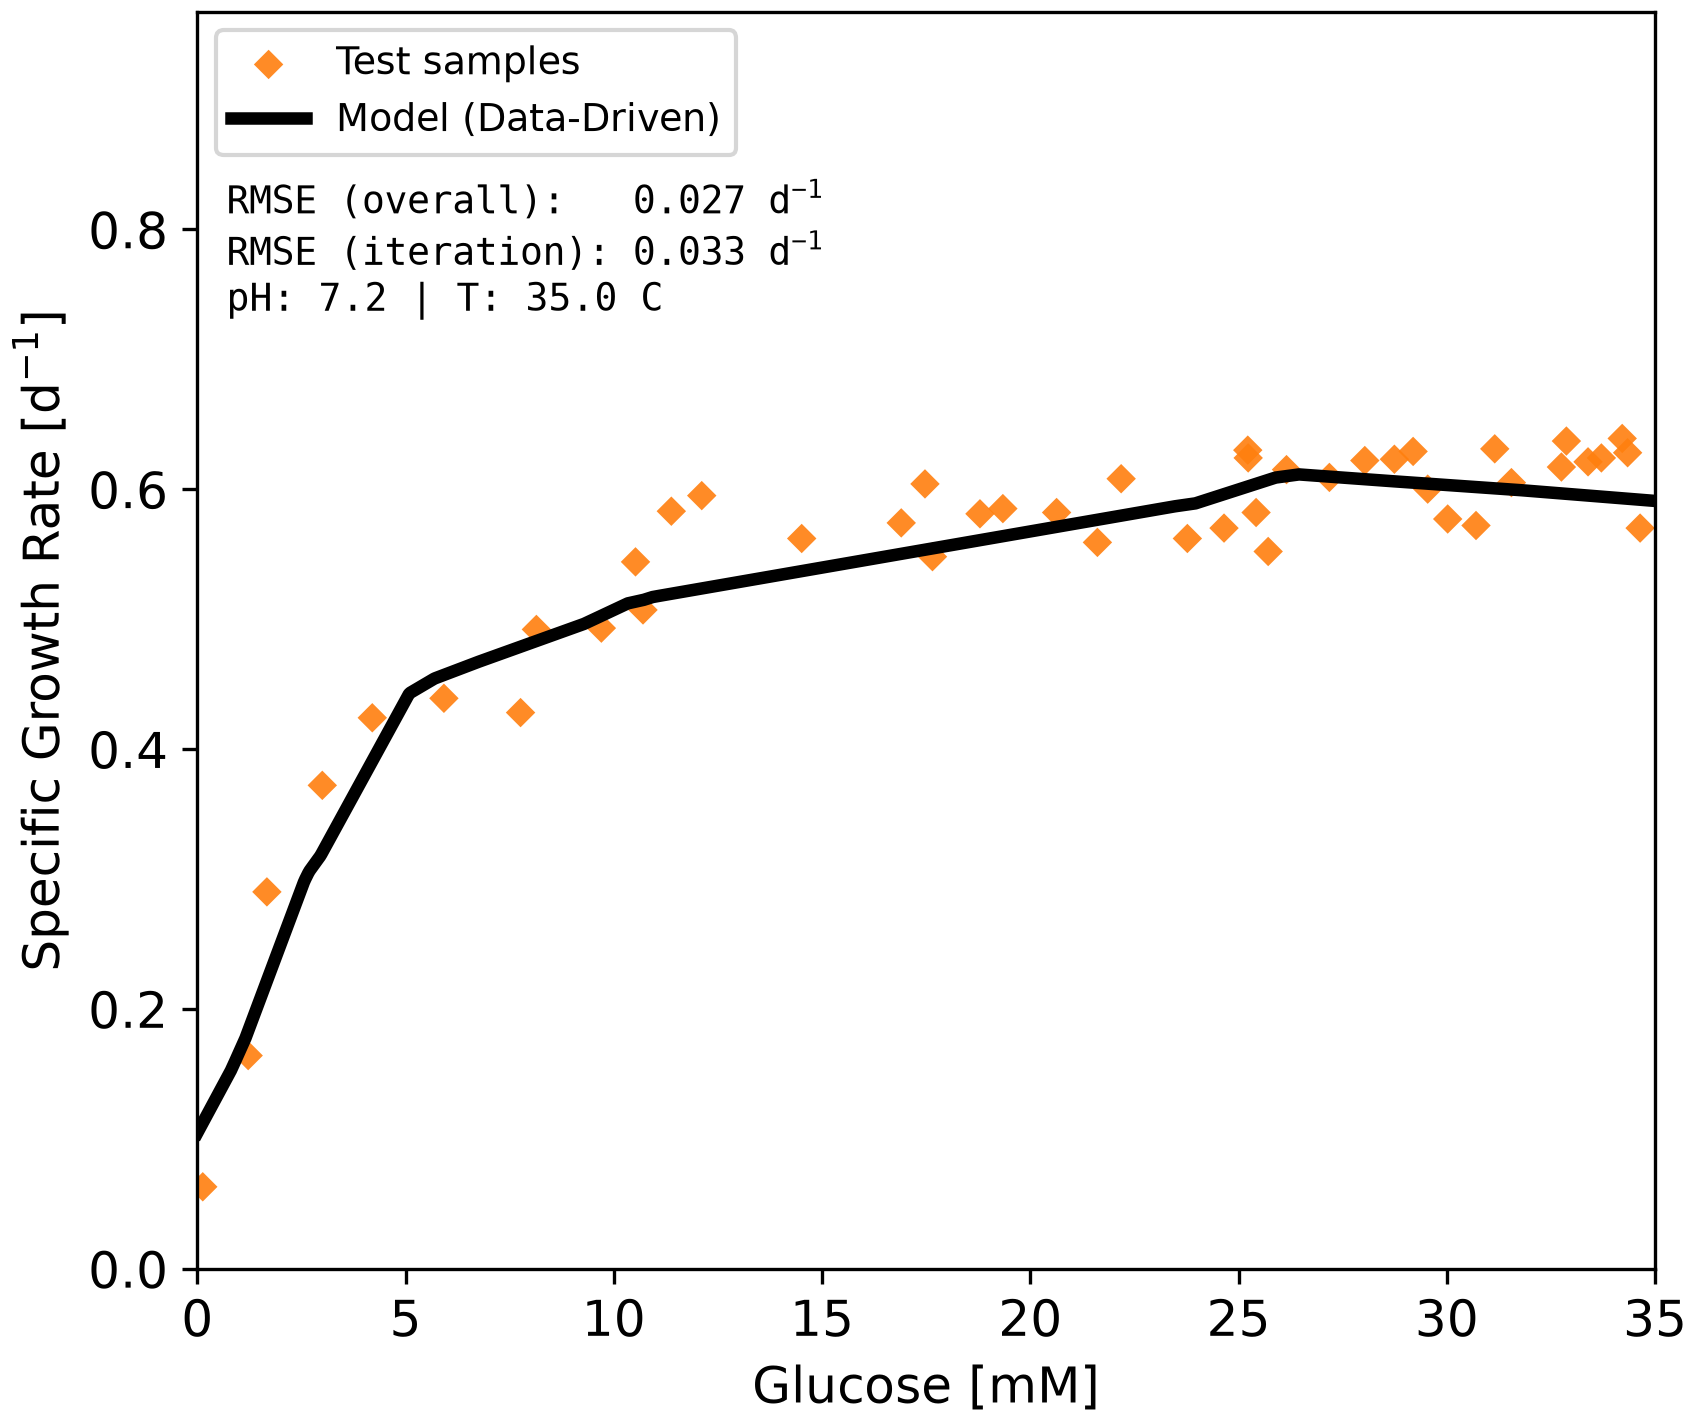 Test samples
Model (Data-Driven)
RMSE (overall):   0.027 d⁻¹
RMSE (iteration): 0.033 d⁻¹
pH: 7.2 | T: 35.0 C
Specific Growth Rate [d⁻¹]
0.8
0.6
0.4
0.2
0.0
0 5 10 15 20 25 30 35
Glucose [mM]